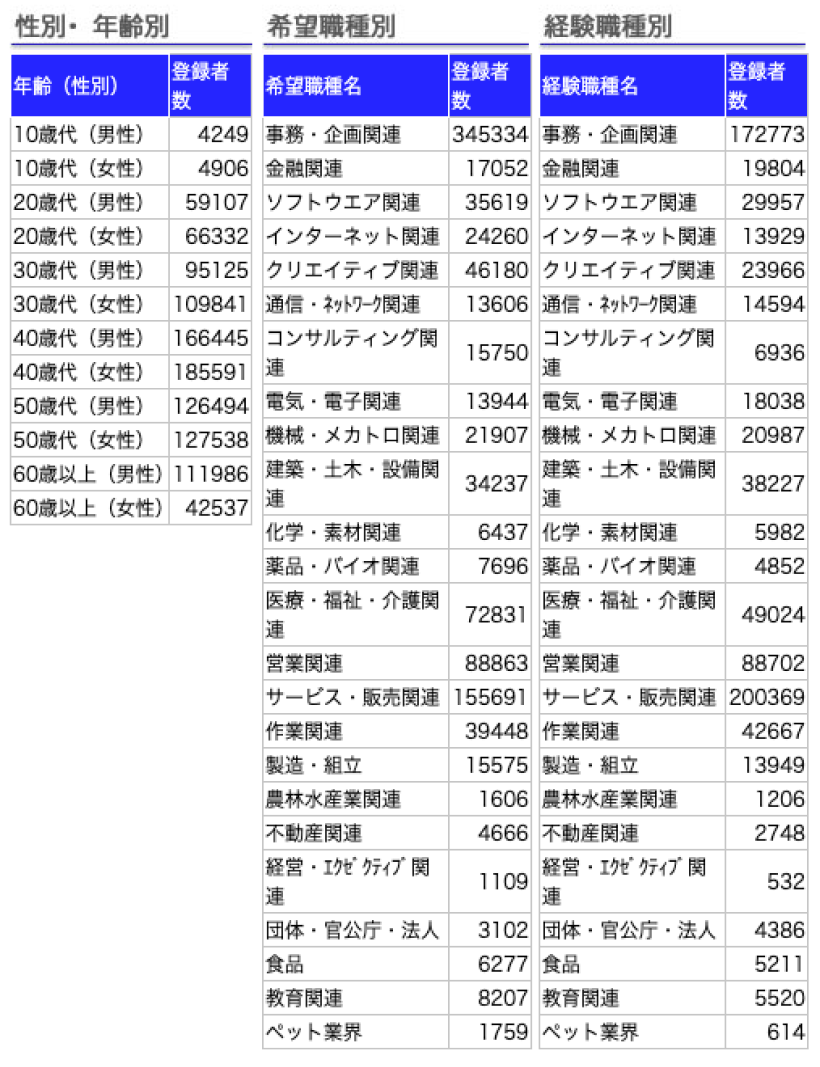 性別・年齢別
年齢（性別） 登録者
数
10歳代（男性） 4249
10歳代（女性） 4906
20歳代（男性） 59107
20歳代（女性） 66332
30歳代（男性） 95125
30歳代（女性） 109841
40歳代（男性） 166445
40歳代（女性） 185591
50歳代（男性） 126494
50歳代（女性） 127538
60歳以上（男性） 111986
60歳以上（女性） 42537
希望職種別
希望職種名 登録者
数
事務・企画関連 345334
金融関連 17052
ソフトウエア関連 35619
インターネット関連 24260
クリエイティブ関連 46180
通信・ﾈｯﾄﾜｰｸ関連 13606
コンサルティング関
連 15750
電気・電子関連 13944
機械・メカトロ関連 21907
建築・土木・設備関
連 34237
化学・素材関連 6437
薬品・バイオ関連 7696
医療・福祉・介護関
連 72831
営業関連 88863
サービス・販売関連 155691
作業関連 39448
製造・組立 15575
農林水産業関連 1606
不動産関連 4666
経営・ｴｸｾﾞｸﾃｨﾌﾞ関
連 1109
団体・官公庁・法人 3102
食品 6277
教育関連 8207
ペット業界 1759
経験職種別
経験職種名 登録者
数
事務・企画関連 172773
金融関連 19804
ソフトウエア関連 29957
インターネット関連 13929
クリエイティブ関連 23966
通信・ﾈｯﾄﾜｰｸ関連 14594
コンサルティング関
連 6936
電気・電子関連 18038
機械・メカトロ関連 20987
建築・土木・設備関
連 38227
化学・素材関連 5982
薬品・バイオ関連 4852
医療・福祉・介護関
連 49024
営業関連 88702
サービス・販売関連 200369
作業関連 42667
製造・組立 13949
農林水産業関連 1206
不動産関連 2748
経営・ｴｸｾﾞｸﾃｨﾌﾞ関
連 532
団体・官公庁・法人 4386
食品 5211
教育関連 5520
ペット業界 614